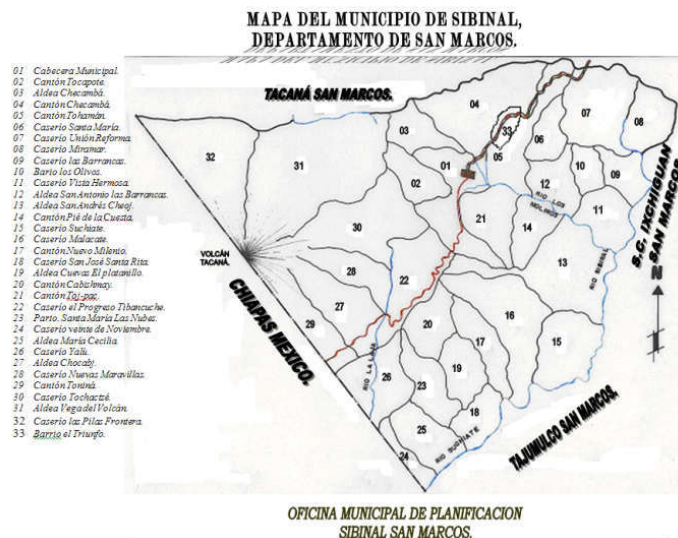 MAPA DEL MUNICIPIO DE SIBINAL,
DEPARTAMENTO DE SAN MARCOS.
01 Cabecera Municipal.
02 Cantón Tocapote.
03 Aldea Checambá.
04 Cantón Checambá.
05 Cantón Tohamán.
06 Caserío Santa María.
07 Caserío Unión Reforma.
08 Caserío Miramar.
09 Caserío las Barrancas.
10 Bario los Olivos.
11 Caserío Vista Hermosa.
12 Aldea San Antonio las Barrancas.
13 Aldea San Andrés Cheoj.
14 Cantón Pié de la Cuesta.
15 Caserío Suchiate.
16 Caserío Malacate.
17 Cantón Nuevo Milenio.
18 Caserío San José Santa Rita.
19 Aldea Cuevas El platanillo.
20 Cantón Cabishmay.
21 Cantón Toj-pac.
22 Caserío el Progreso Tibancuche.
23 Santa María Las Nubes.
24 Caserío veinte de Noviembre.
25 Aldea María Cecilia.
26 Caserío Yalú.
27 Aldea Chocabj.
28 Caserío Nuevas Maravillas.
29 Cantón Toniná.
30 Caserío Tochactzé.
31 Aldea Vega del Volcán.
32 Caserío las Pilas Frontera.
33 Barrio el Triunfo.
TACANÁ SAN MARCOS.
04
07
08
33
03
06
32
31
01
05
10
09
02
12
RIO LOS
MOLINOS
11
21
14
30
S.C. IXCHIGUAN
SAN MARCOS.
VOLCÁN
TACANÁ.
28
22
13
RIO SIBINAL
N
CHIAPAS MEXICO.
27
16
29
20
17
15
RIO LA LAJA
26
23
19
18
TAJUMULCO SAN MARCOS.
25
RIO SUCHIATE
24
OFICINA MUNICIPAL DE PLANIFICACION
SIBINAL SAN MARCOS.